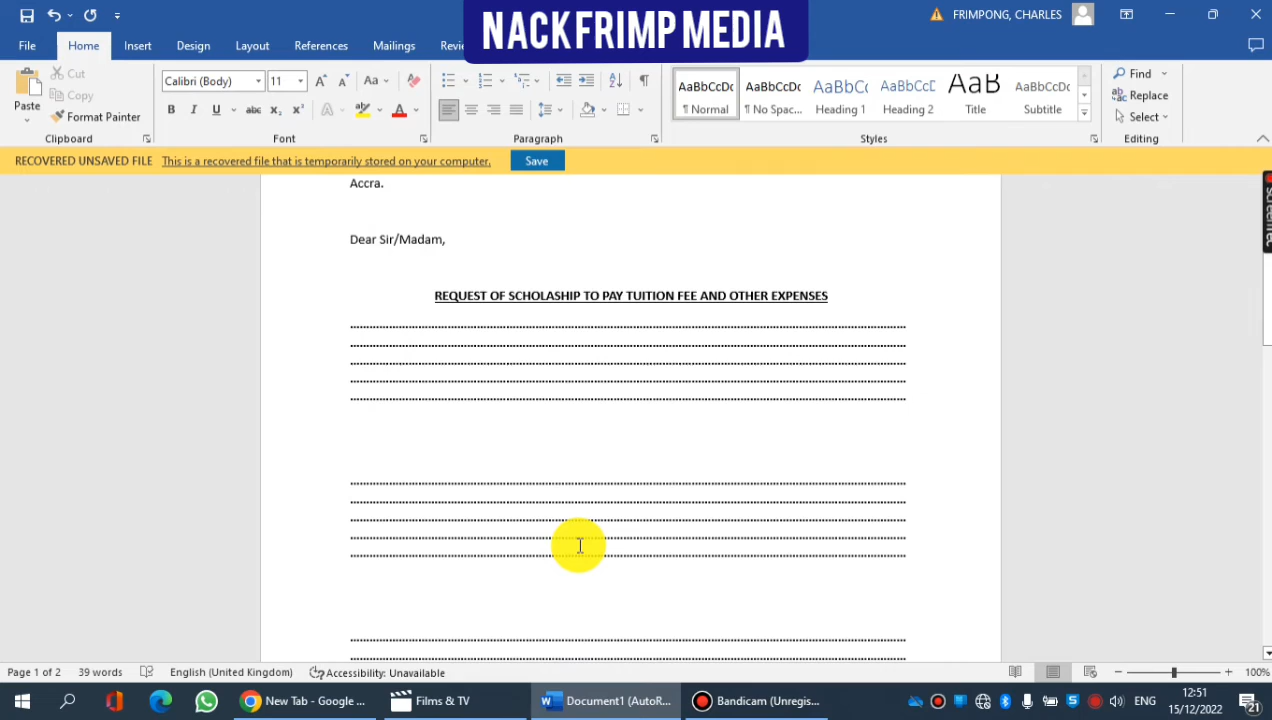 NACK FRIMP MEDIA
FRIMPONG, CHARLES
File Home Insert Design Layout References Mailings
Paste
Cut
Copy
Format Painter
Clipboard
Calibri (Body) 11
Font
Paragraph
AaBbCcDc ¶ Normal
AaBbCcDc ¶ No Spac...
AaBbCc Heading 1
AaBbCcD Heading 2
AaB Title
AaBbCcD Subtitle
Styles
Find
Replace
Select
Editing
RECOVERED UNSAVED FILE This is a recovered file that is temporarily stored on your computer. Save
Accra.
Dear Sir/Madam,
REQUEST OF SCHOLASHIP TO PAY TUITION FEE AND OTHER EXPENSES
Page 1 of 2 39 words English (United Kingdom) Accessibility: Unavailable 100%
New Tab - Google ... Films & TV Document1 (AutoR... Bandicam (Unregis... ENG 12:51
15/12/2022 21